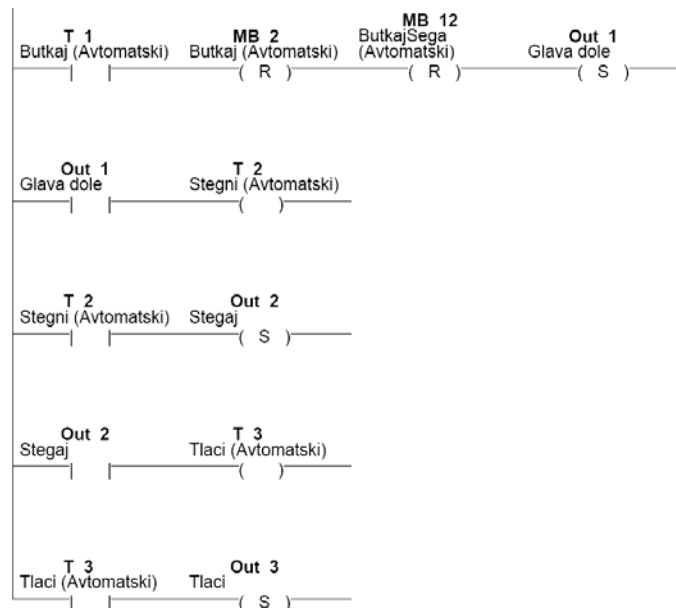 T 1 MB 2 MB 12 Out 1
Butkaj (Avtomatski) Butkaj (Avtomatski) ButkajSega (Avtomatski) Glava dole
( R ) ( R ) ( S )
Out 1 T 2
Glava dole Stegni (Avtomatski)
( )
T 2 Out 2
Stegni (Avtomatski) Stegaj
( S )
Out 2 T 3
Stegaj Tlaci (Avtomatski)
( )
T 3 Out 3
Tlaci (Avtomatski) Tlaci
( S )